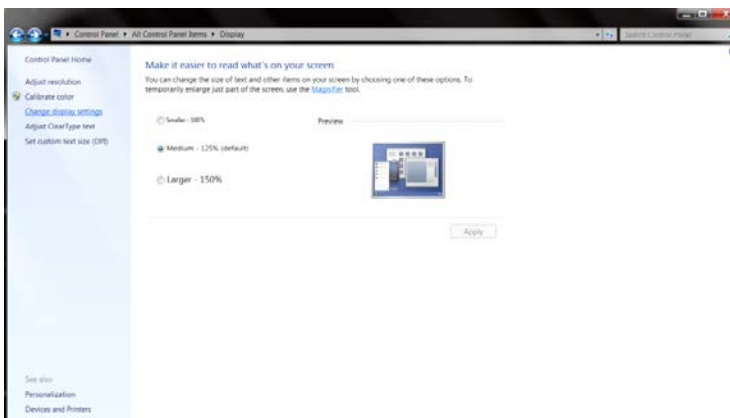 Control Panel ▸ All Control Panel Items ▸ Display
Search Control Panel
Control Panel Home
Adjust resolution
Calibrate color
Change display settings
Adjust ClearType text
Set custom text size (DPI)
Make it easier to read what's on your screen
You can change the size of text and other items on your screen by choosing one of these options. To
temporarily enlarge just part of the screen, use the Magnifier tool.
Smaller - 100%
Preview
Medium - 125% (default)
Larger - 150%
Apply
See also
Personalization
Devices and Printers